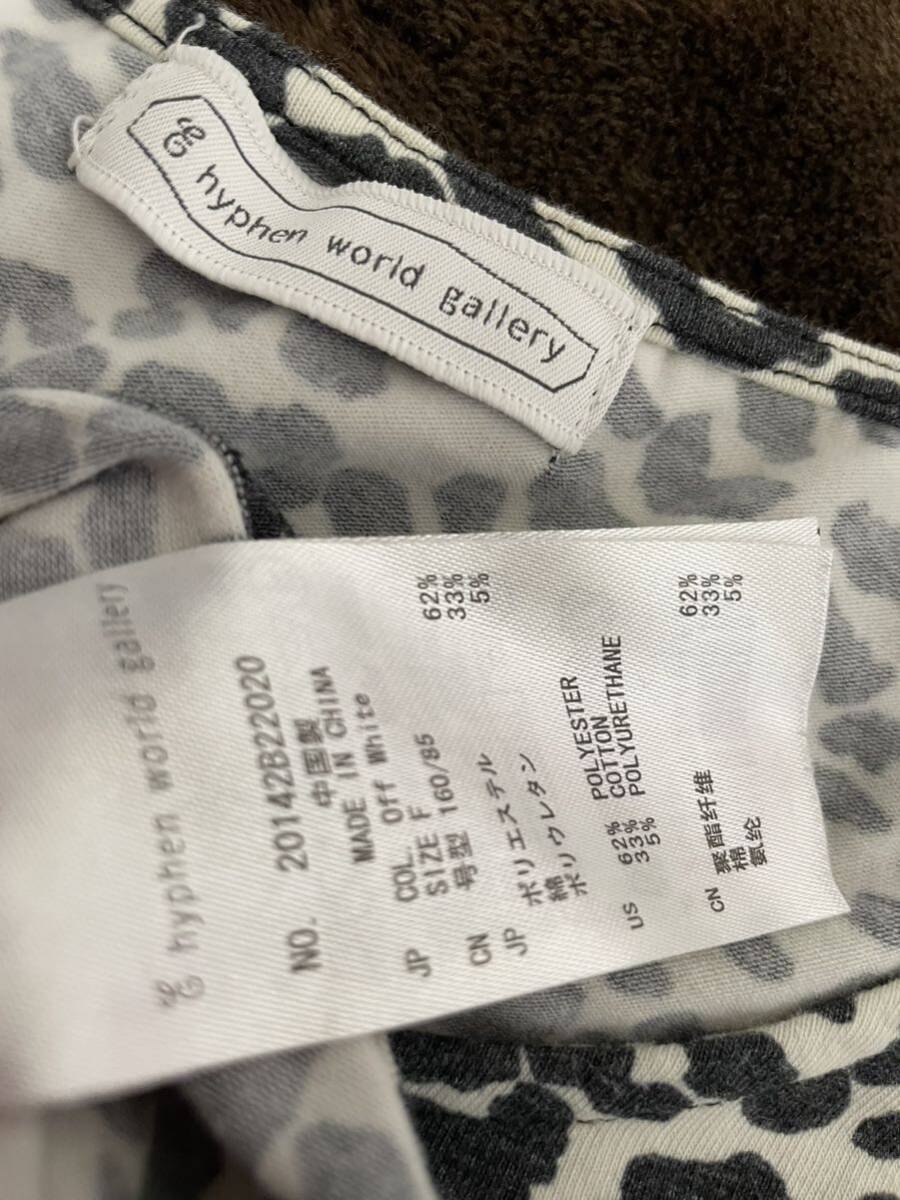 hyphen world gallery
hyphen world gallery
NO. 20142B22020
中国製
MADE IN CHINA
COL. Off White
JP SIZE F
CN 号型 160/85
JP ポリエステル 62%
綿 33%
ポリウレタン 5%
US 62% POLYESTER
33% COTTON
5% POLYURETHANE
CN 聚酯纤维 62%
棉 33%
氨纶 5%